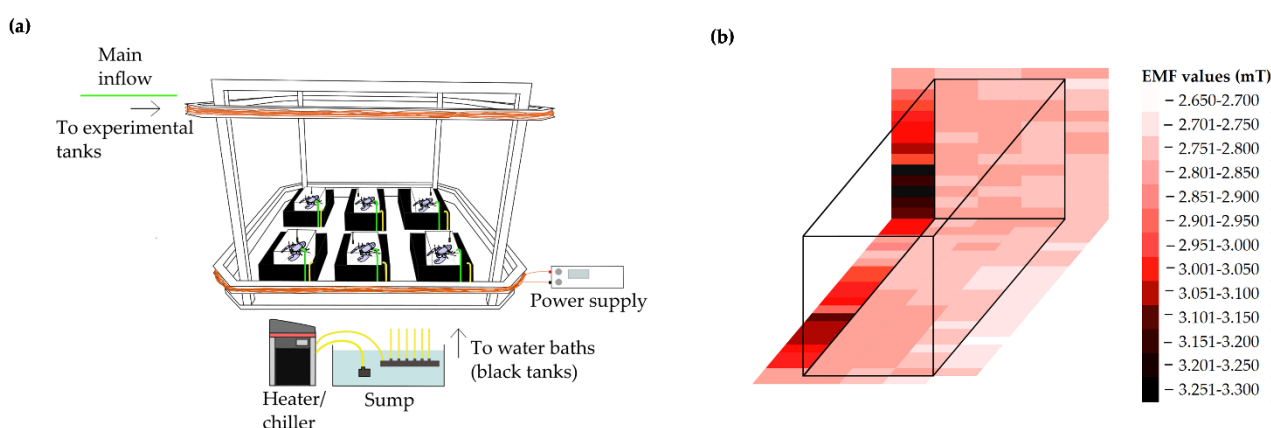 (a)
Main
inflow
To experimental
tanks
Power supply
To water baths
(black tanks)
Heater/
chiller
Sump
(b)
EMF values (mT)
– 2.650-2.700
– 2.701-2.750
– 2.751-2.800
– 2.801-2.850
– 2.851-2.900
– 2.901-2.950
– 2.951-3.000
– 3.001-3.050
– 3.051-3.100
– 3.101-3.150
– 3.151-3.200
– 3.201-3.250
– 3.251-3.300